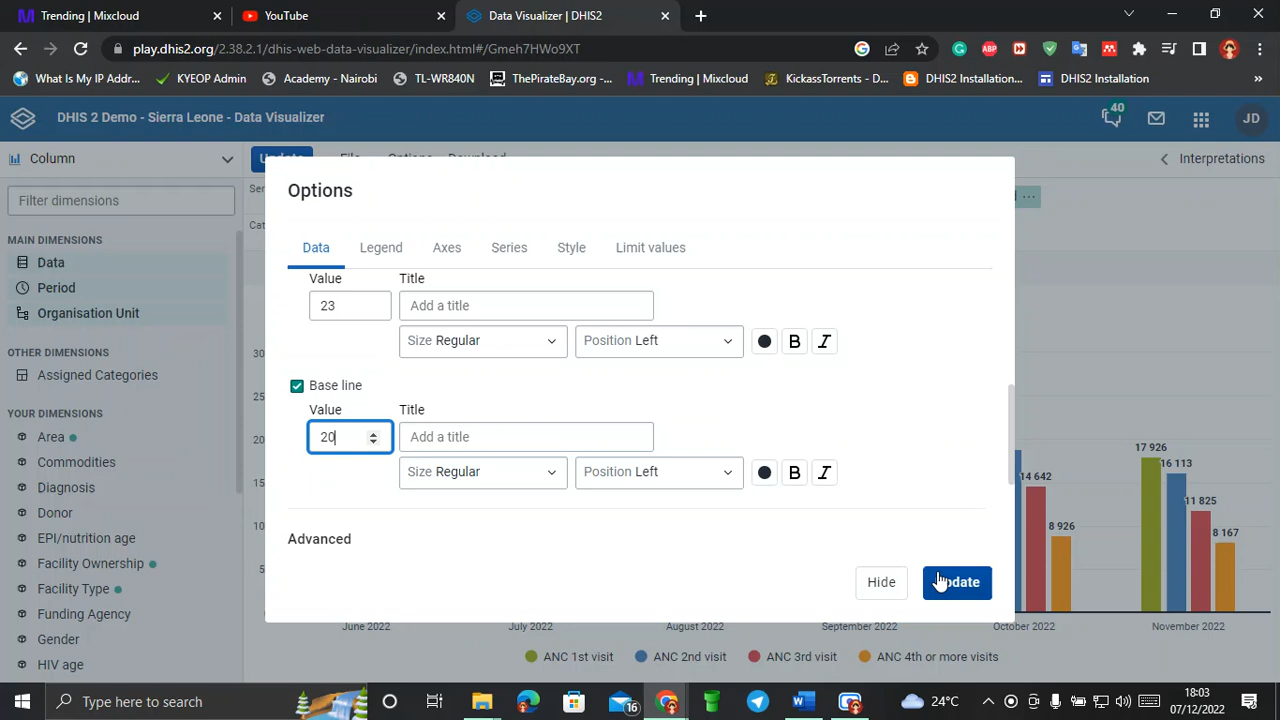 Trending | Mixcloud
YouTube
Data Visualizer | DHIS2
play.dhis2.org/2.38.2.1/dhis-web-data-visualizer/index.html#/Gmeh7HWo9XT
What Is My IP Addr...
KYEOP Admin
Academy - Nairobi
TL-WR840N
ThePirateBay.org -...
Trending | Mixcloud
KickassTorrents - D...
DHIS2 Installation...
DHIS2 Installation
DHIS 2 Demo - Sierra Leone - Data Visualizer
40
JD
Column
Update
File
Options
Download
Interpretations
Filter dimensions
MAIN DIMENSIONS
Data
Period
Organisation Unit
OTHER DIMENSIONS
Assigned Categories
YOUR DIMENSIONS
Area
Commodities
Diagnosis
Donor
EPI/nutrition age
Facility Ownership
Facility Type
Funding Agency
Gender
HIV age
Options
Data
Legend
Axes
Series
Style
Limit values
Value
Title
23
Add a title
Size Regular
Position Left
B
I
Base line
Value
Title
20
Add a title
Size Regular
Position Left
B
I
Advanced
Hide
Update
14 642
8 926
17 926
16 113
11 825
8 167
June 2022
July 2022
August 2022
September 2022
October 2022
November 2022
ANC 1st visit
ANC 2nd visit
ANC 3rd visit
ANC 4th or more visits
Type here to search
16
24°C
18:03
07/12/2022